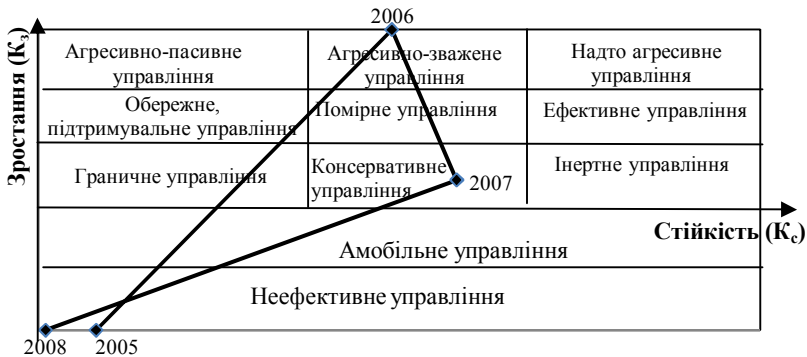 2006
Зростання (Кз)
Агресивно-пасивне
управління
Агресивно-зважене
управління
Надто агресивне
управління
Обережне,
підтримувальне управління
Помірне управління
Ефективне управління
Граничне управління
Консервативне
управління
2007
Інертне управління
Стійкість (Кс)
Амобільне управління
Неефективне управління
2008
2005